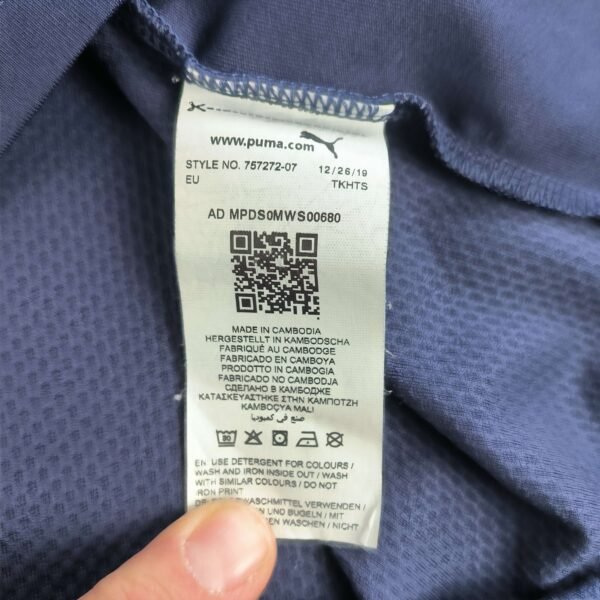 www.puma.com
STYLE NO. 757272-07 12/26/19
EU TKHTS
AD MPDS0MWS00680
MADE IN CAMBODIA
HERGESTELLT IN KAMBODSCHA
FABRIQUÉ AU CAMBODGE
FABRICADO EN CAMBOYA
PRODOTTO IN CAMBOGIA
FABRICADO NO CAMBODJA
СДЕЛАНО В КАМБОДЖЕ
ΚΑΤΑΣΚΕΥΑΣΤΗΚΕ ΣΤΗΝ ΚΑΜΠΟΤΖΗ
KAMBOÇYA MALI
صنع في كمبوديا
EN: USE DETERGENT FOR COLOURS /
WASH AND IRON INSIDE OUT / WASH
WITH SIMILAR COLOURS / DO NOT
IRON PRINT
VERWENDEN /
EN UND BUGELN / MIT
EN WASCHEN / NICHT